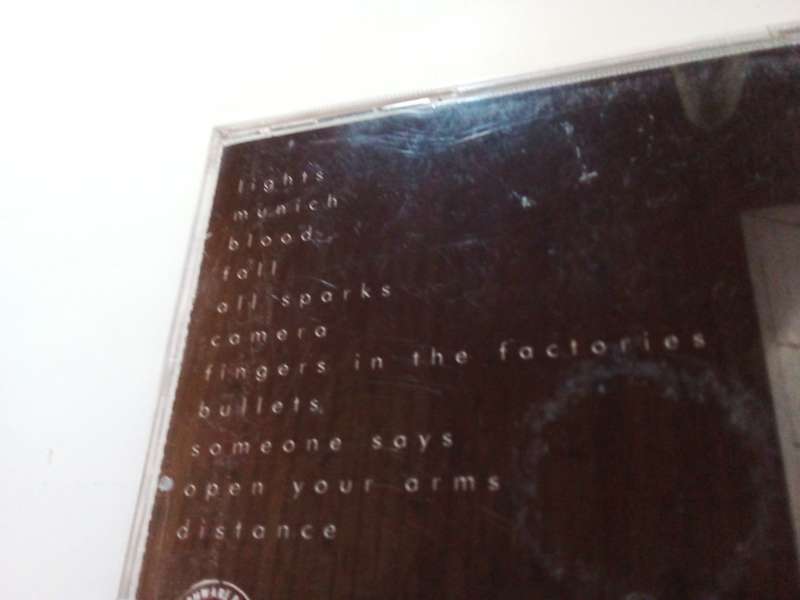 lights
munich
blood
fall
all sparks
camera
fingers in the factories
bullets
someone says
open your arms
distance